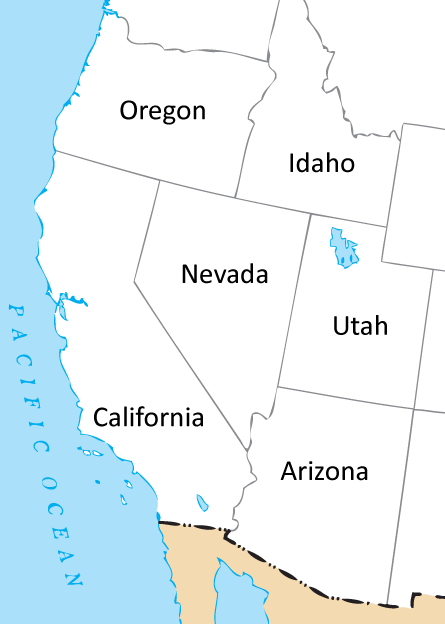 Oregon
Idaho
Nevada
Utah
California
Arizona
PACIFIC OCEAN